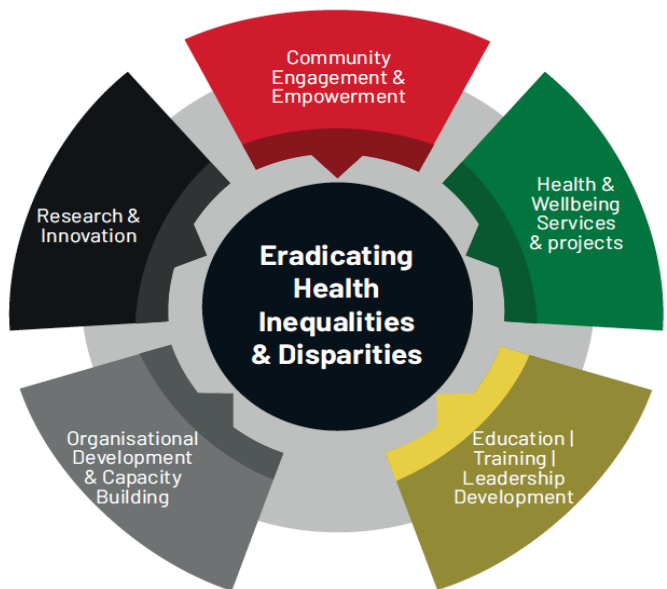 Community
Engagement &
Empowerment
Health &
Wellbeing
Services
& projects
Education |
Training |
Leadership
Development
Organisational
Development
& Capacity
Building
Research &
Innovation
Eradicating
Health
Inequalities
& Disparities